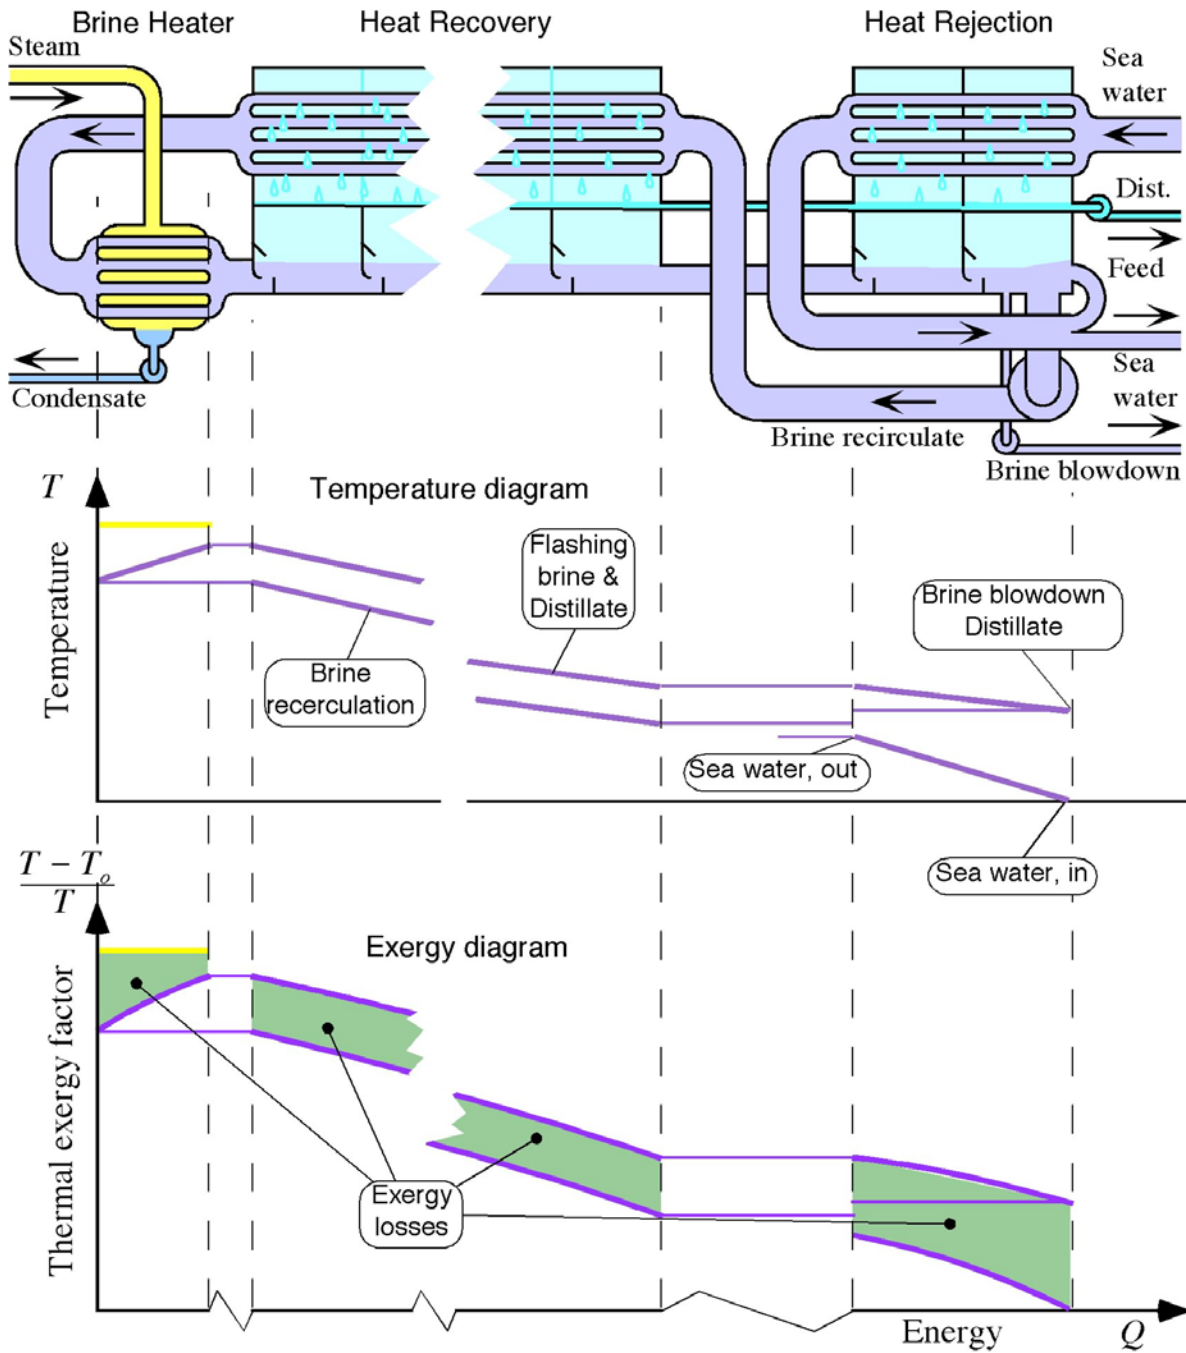 Brine Heater
Heat Recovery
Heat Rejection
Steam
Sea
water
Dist.
Feed
Sea
water
Condensate
Brine recirculate
Brine blowdown
T
Temperature diagram
Temperature
Flashing
brine &
Distillate
Brine
recerculation
Brine blowdown
Distillate
Sea water, out
Sea water, in
T − To
T
Exergy diagram
Thermal exergy factor
Exergy
losses
Energy
Q